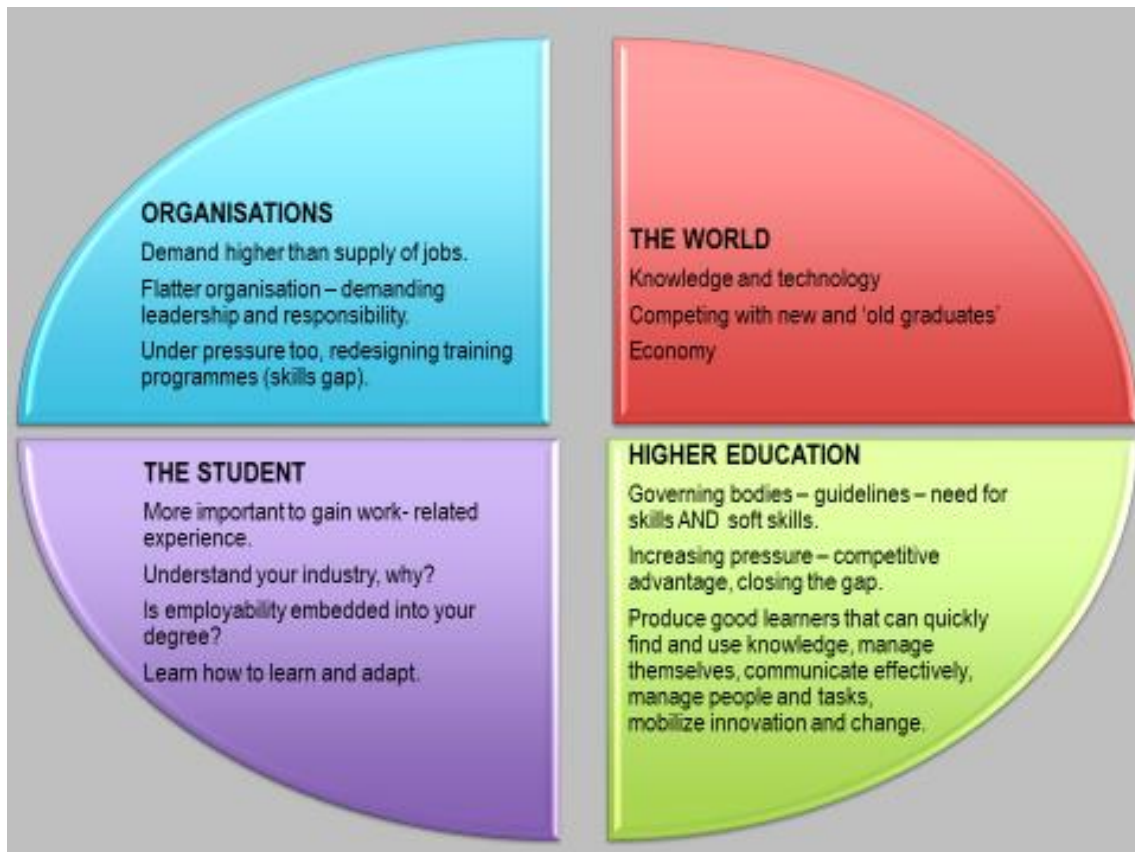 ORGANISATIONS
Demand higher than supply of jobs.
Flatter organisation – demanding
leadership and responsibility.
Under pressure too, redesigning training
programmes (skills gap).
THE WORLD
Knowledge and technology
Competing with new and ‘old graduates’
Economy
THE STUDENT
More important to gain work- related
experience.
Understand your industry, why?
Is employability embedded into your
degree?
Learn how to learn and adapt.
HIGHER EDUCATION
Governing bodies – guidelines – need for
skills AND soft skills.
Increasing pressure – competitive
advantage, closing the gap.
Produce good learners that can quickly
find and use knowledge, manage
themselves, communicate effectively,
manage people and tasks,
mobilize innovation and change.